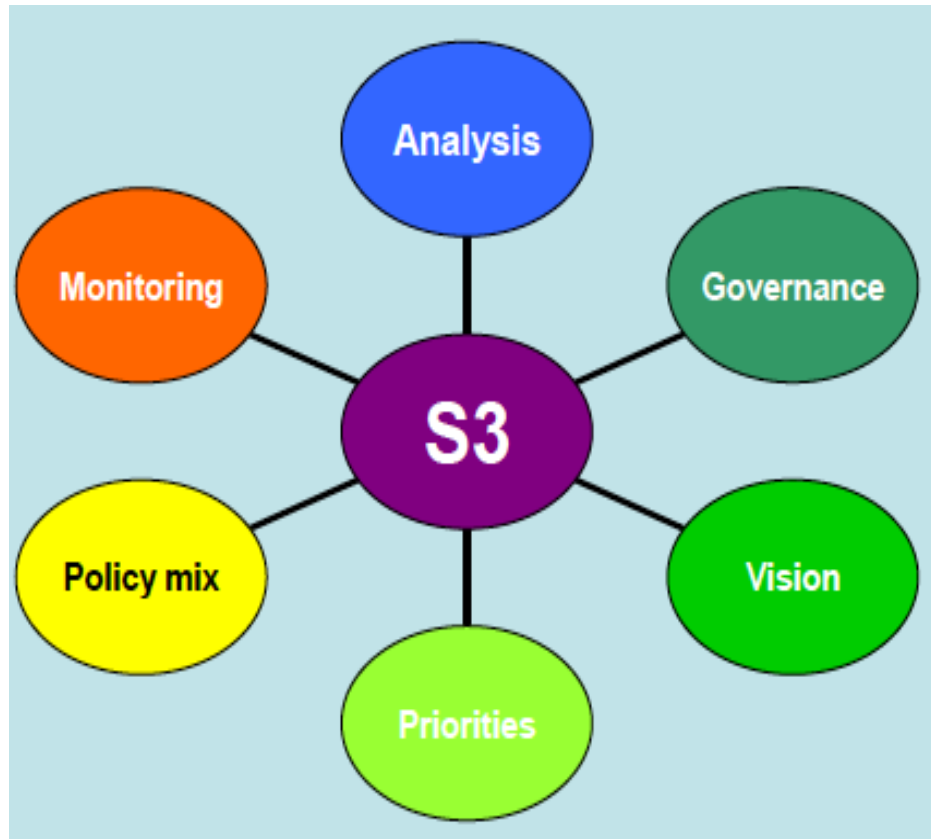 Analysis
Monitoring
Governance
S3
Policy mix
Vision
Priorities